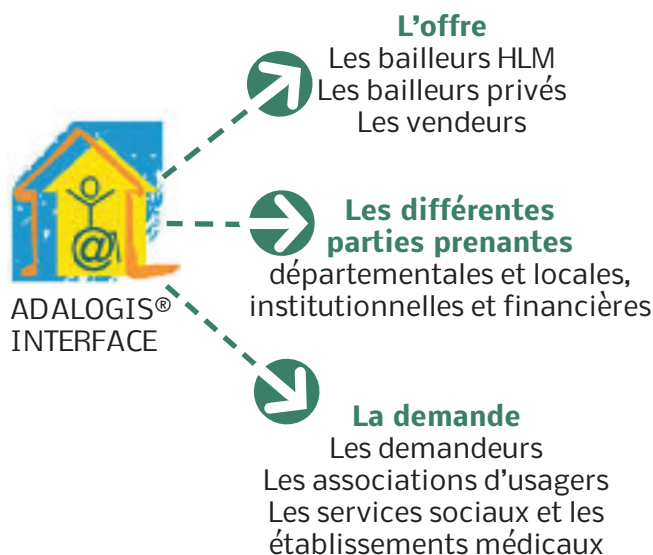 L'offre
Les bailleurs HLM
Les bailleurs privés
Les vendeurs
@
ADALOGIS®
INTERFACE
Les différentes
parties prenantes
départementales et locales,
institutionnelles et financières
La demande
Les demandeurs
Les associations d'usagers
Les services sociaux et les
établissements médicaux